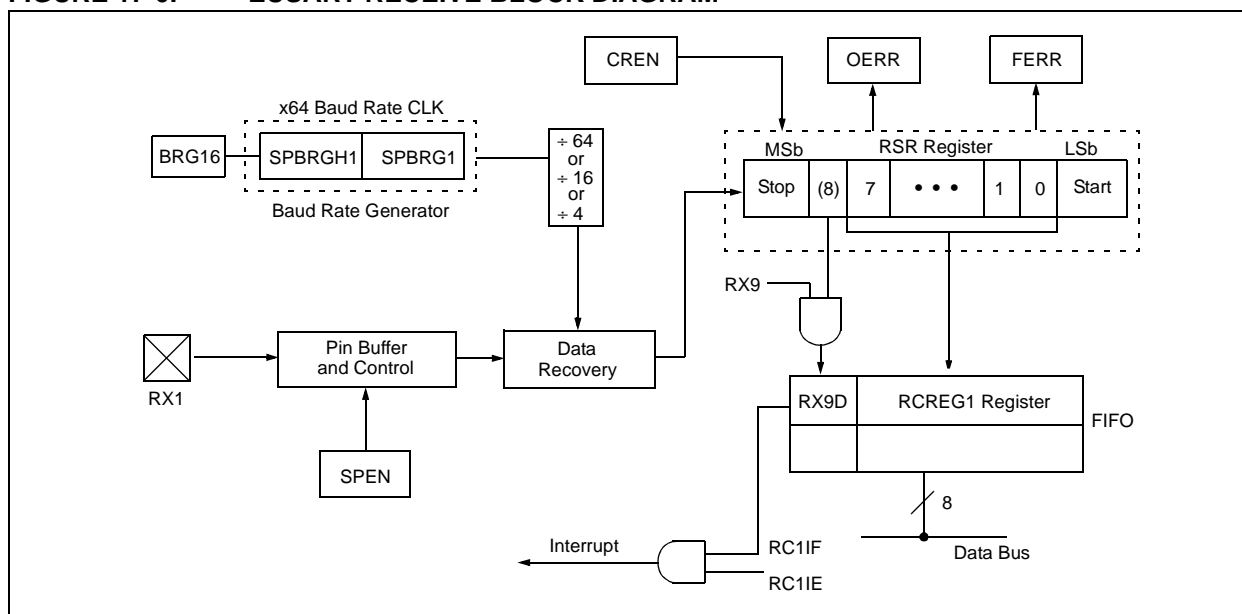 CREN
OERR
FERR
x64 Baud Rate CLK
BRG16
SPBRGH1
SPBRG1
Baud Rate Generator
÷ 64
or
÷ 16
or
÷ 4
MSb
RSR Register
LSb
Stop
(8)
7
• • •
1
0
Start
RX9
RX1
Pin Buffer
and Control
Data
Recovery
SPEN
RX9D
RCREG1 Register
FIFO
8
Data Bus
Interrupt
RC1IF
RC1IE